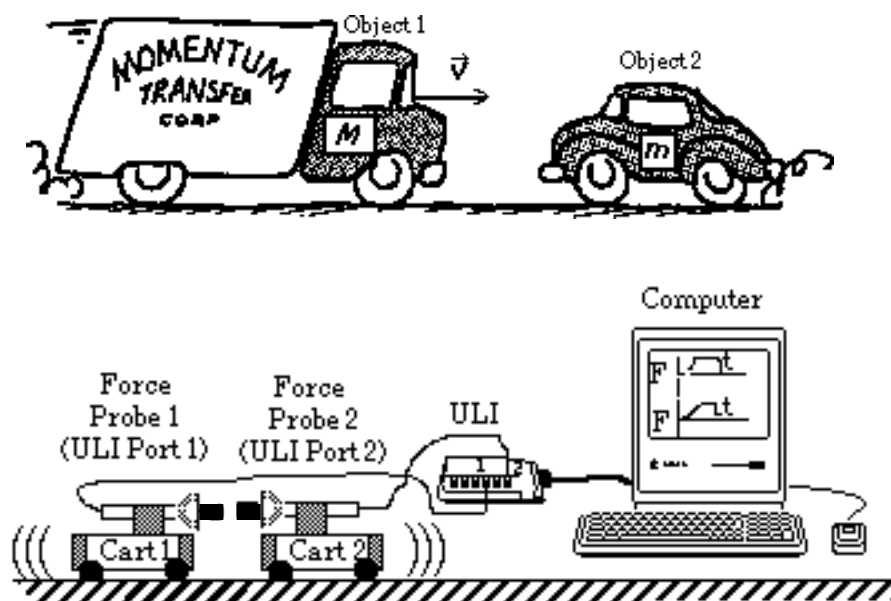 Object 1
MOMENTUM
TRANSFER
CORP
M
v
Object 2
m
Computer
Force
Probe 1
(ULI Port 1)
Force
Probe 2
(ULI Port 2)
ULI
1
2
F
t
F
t
Cart 1
Cart 2